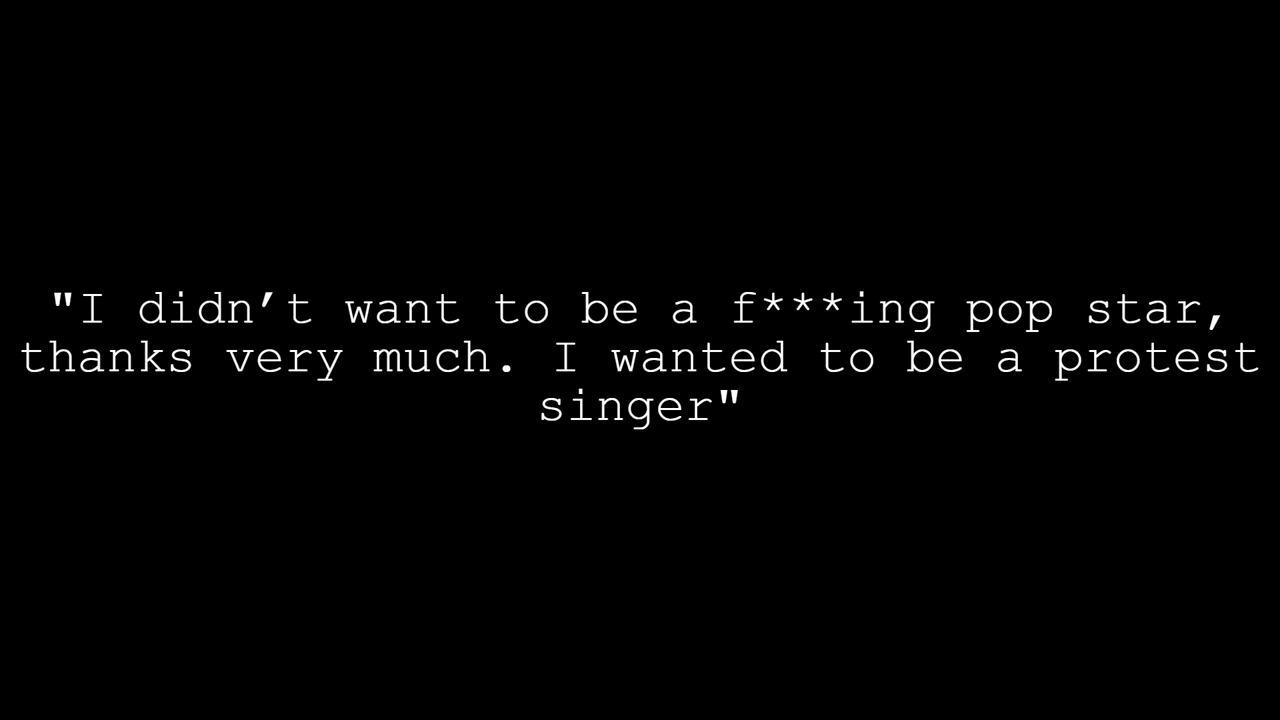 "I didn’t want to be a f***ing pop star,
thanks very much. I wanted to be a protest
singer"